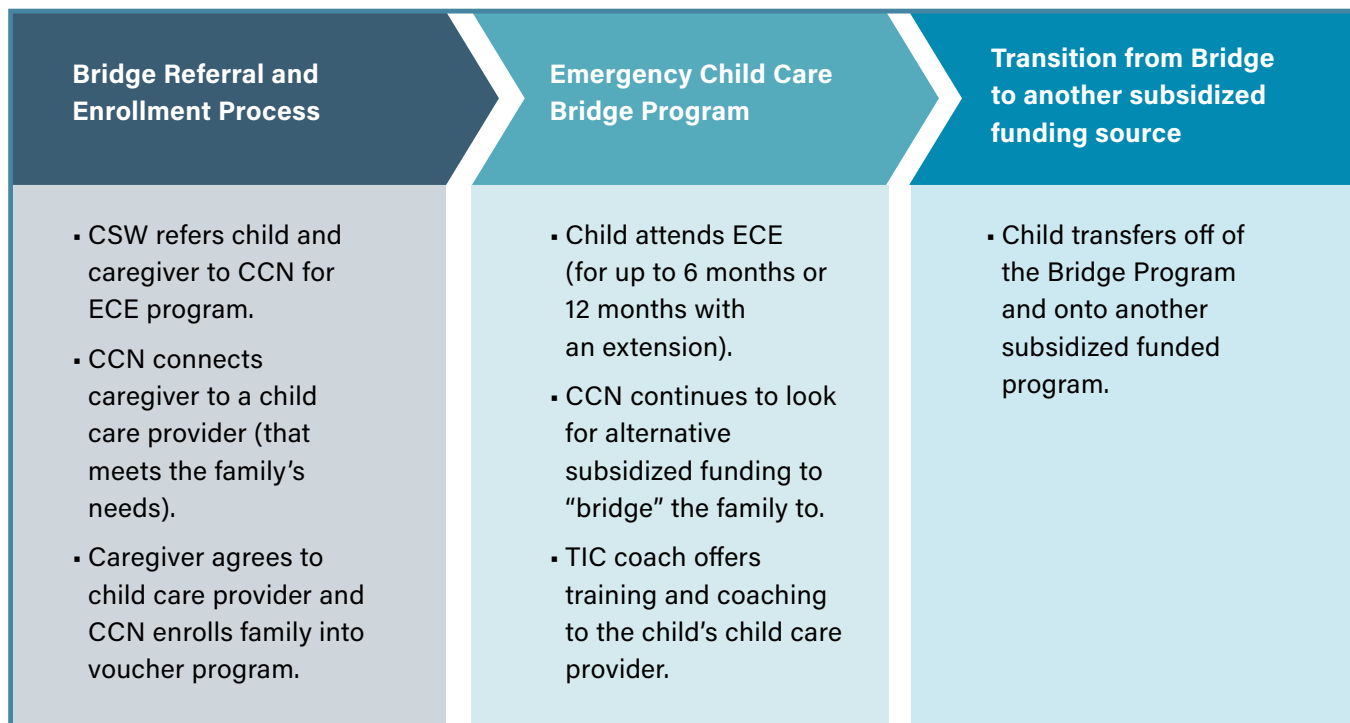 Bridge Referral and
Enrollment Process
▪ CSW refers child and
caregiver to CCN for
ECE program.
▪ CCN connects
caregiver to a child
care provider (that
meets the family’s
needs).
▪ Caregiver agrees to
child care provider and
CCN enrolls family into
voucher program.
Emergency Child Care
Bridge Program
▪ Child attends ECE
(for up to 6 months or
12 months with
an extension).
▪ CCN continues to look
for alternative
subsidized funding to
“bridge” the family to.
▪ TIC coach offers
training and coaching
to the child’s child care
provider.
Transition from Bridge
to another subsidized
funding source
▪ Child transfers off of
the Bridge Program
and onto another
subsidized funded
program.